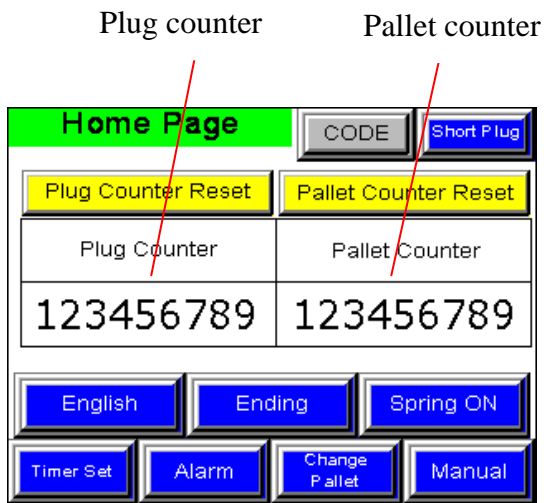 Plug counter Pallet counter
Home Page CODE Short Plug
Plug Counter Reset Pallet Counter Reset
Plug Counter Pallet Counter
123456789 123456789
English Ending Spring ON
Timer Set Alarm Change
Pallet Manual